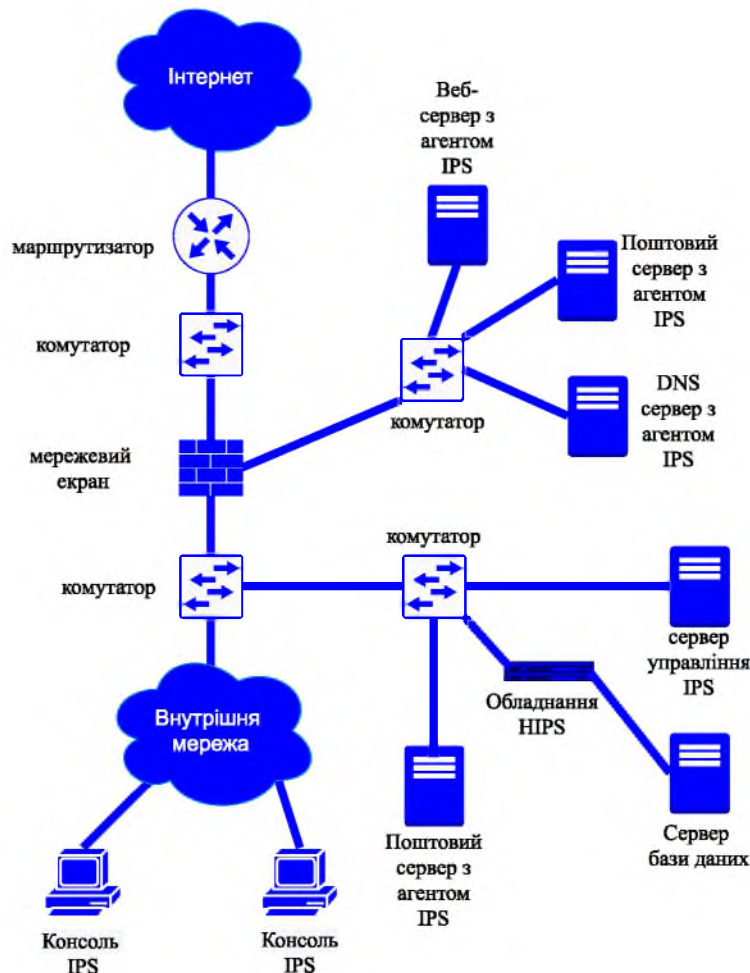 Інтернет
Веб-
сервер з
агентом
IPS
маршрутизатор
Поштовий
сервер з
агентом
IPS
комутатор
комутатор
DNS
сервер з
агентом
IPS
мережевий
екран
комутатор
комутатор
сервер
управління
IPS
Обладнання
HIPS
Внутрішня
мережа
Поштовий
сервер з
агентом
IPS
Сервер
бази даних
Консоль
IPS
Консоль
IPS